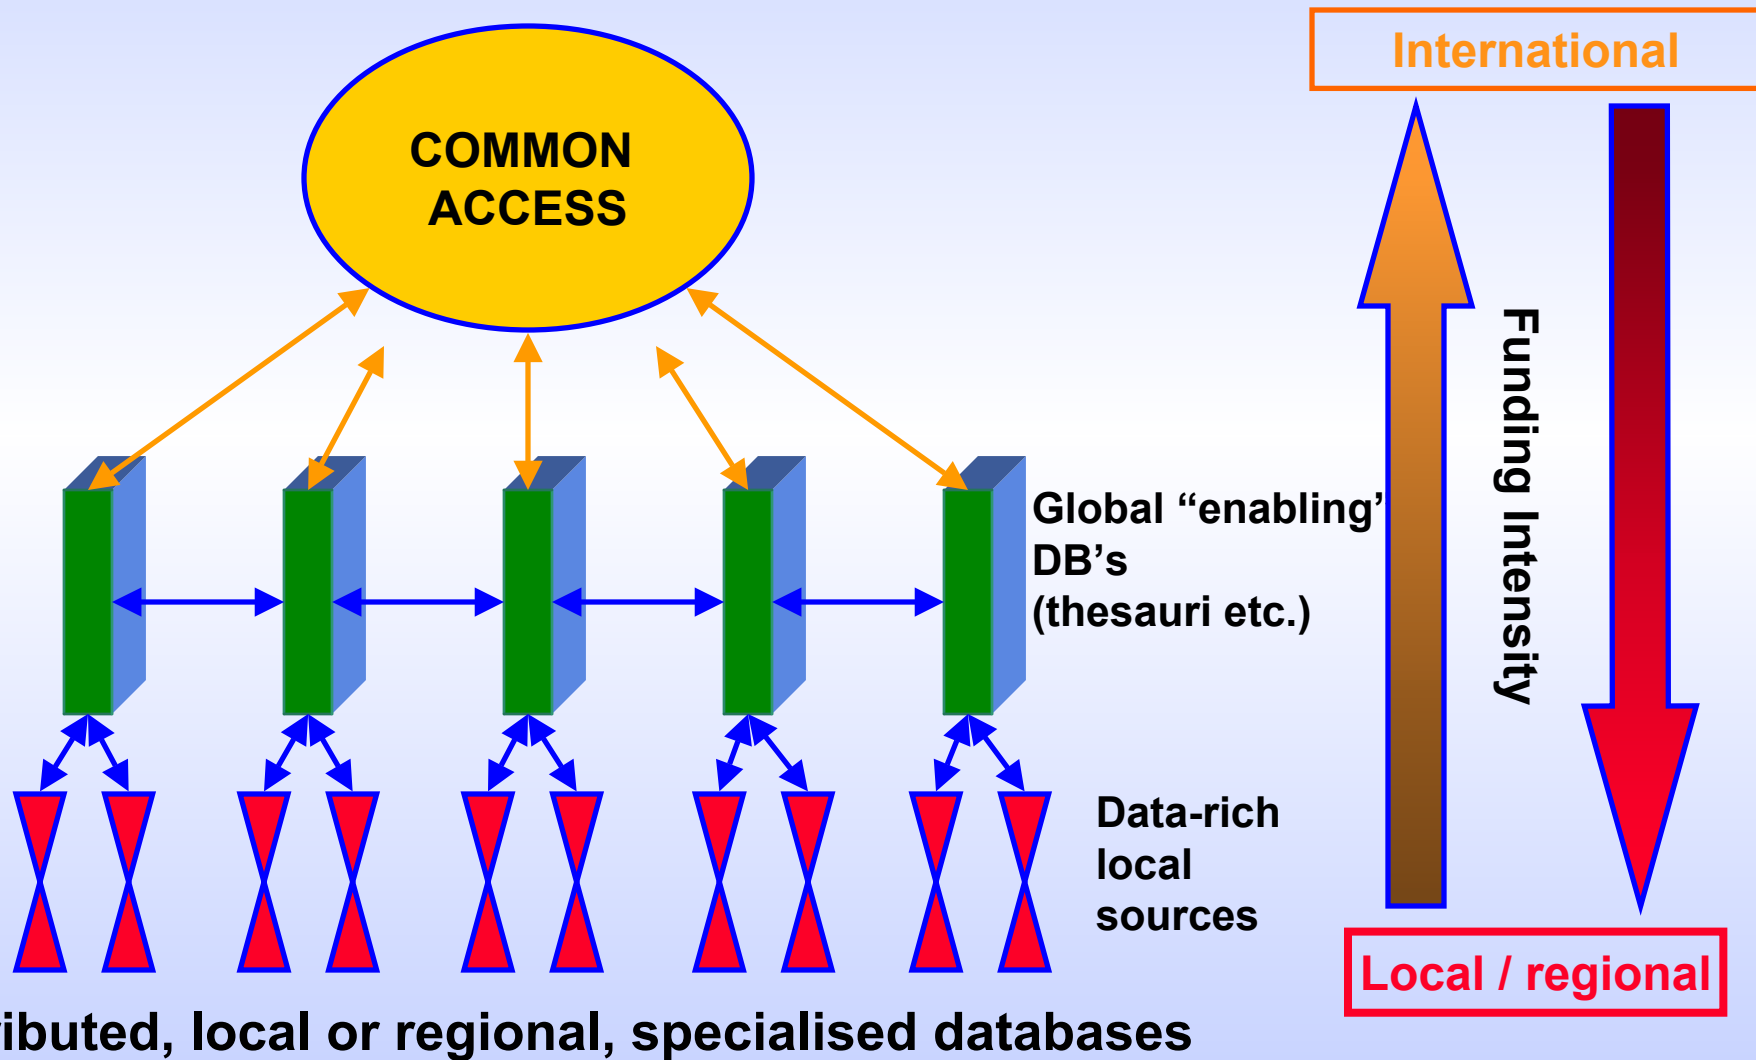 International
COMMON
ACCESS
Funding Intensity
Global “enabling’
DB’s
(thesauri etc.)
Data-rich
local
sources
Local / regional
ributed, local or regional, specialised databases